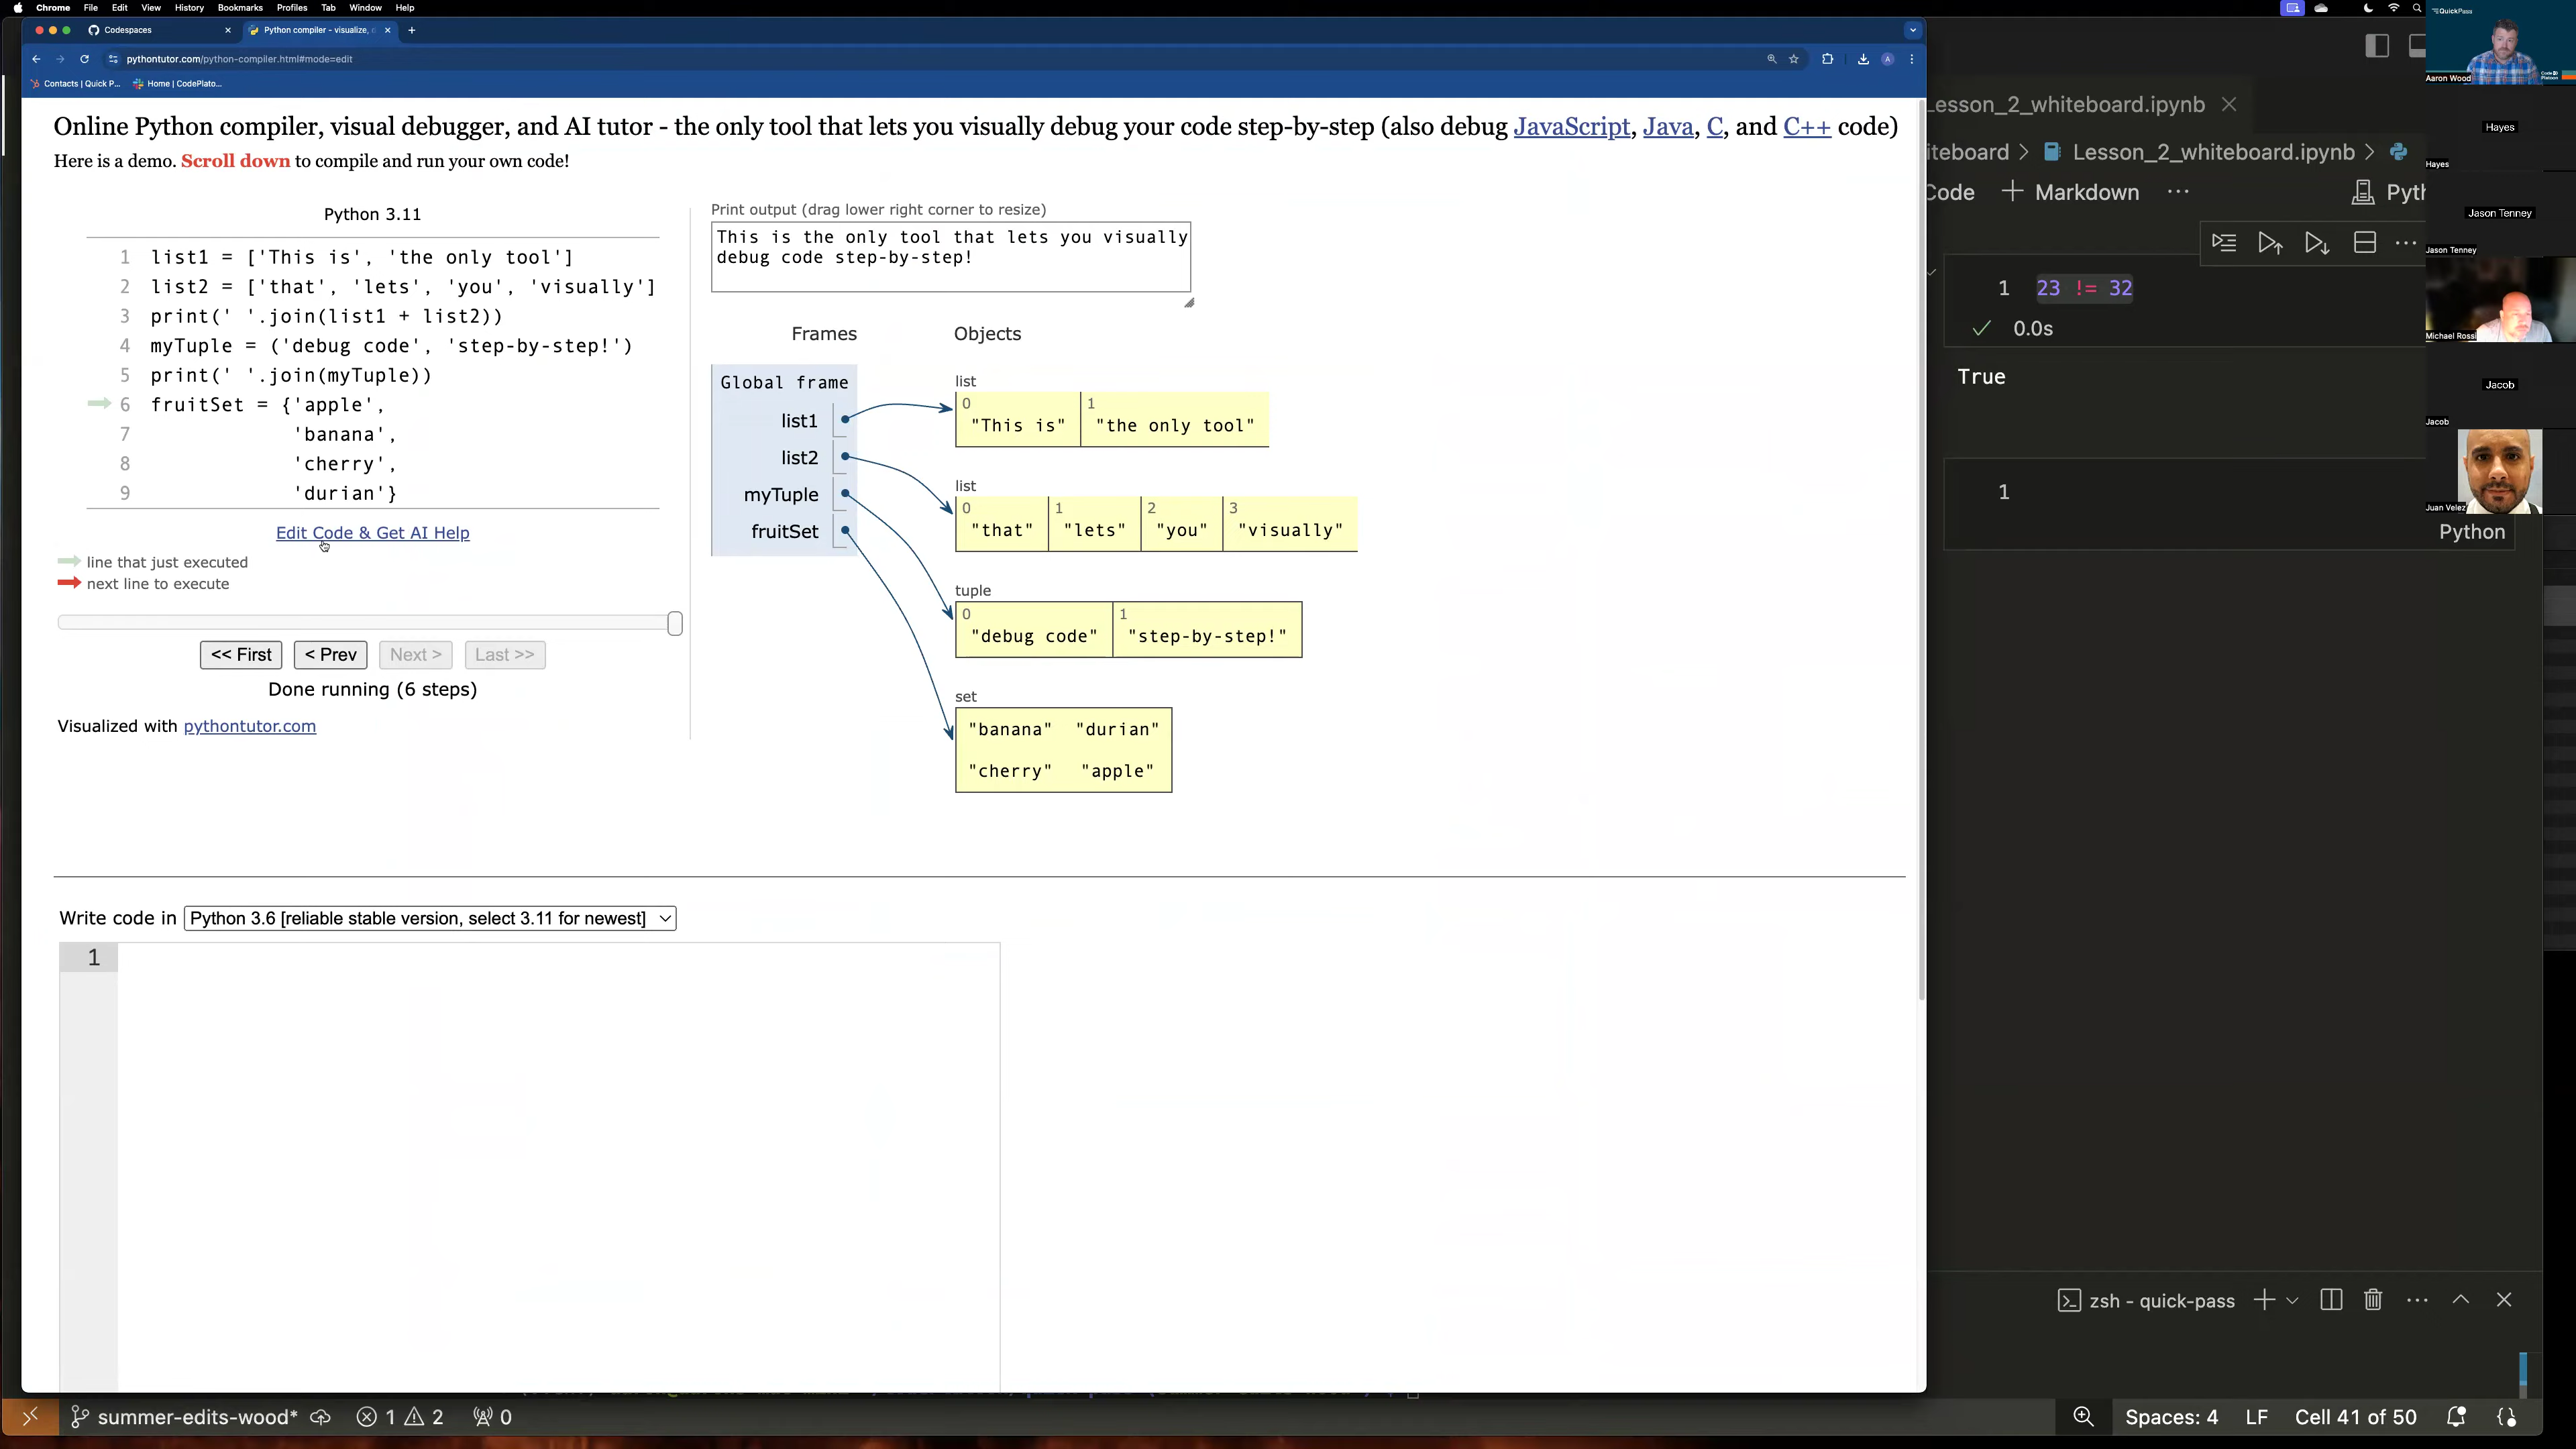 Chrome File Edit View History Bookmarks Profiles Tab Window Help
Codespaces
Python compiler - visualize, d
pythontutor.com/python-compiler.html#mode=edit
A
Contacts | Quick P...
Home | CodePlato...
Online Python compiler, visual debugger, and AI tutor - the only tool that lets you visually debug your code step-by-step (also debug JavaScript, Java, C, and C++ code)
Here is a demo. Scroll down to compile and run your own code!
Python 3.11
1 list1 = ['This is', 'the only tool']
2 list2 = ['that', 'lets', 'you', 'visually']
3 print(' '.join(list1 + list2))
4 myTuple = ('debug code', 'step-by-step!')
5 print(' '.join(myTuple))
6 fruitSet = {'apple',
7 'banana',
8 'cherry',
9 'durian'}
Edit Code & Get AI Help
line that just executed
next line to execute
<< First
< Prev
Next >
Last >>
Done running (6 steps)
Visualized with pythontutor.com
Print output (drag lower right corner to resize)
This is the only tool that lets you visually
debug code step-by-step!
Frames
Objects
Global frame
list1
list2
myTuple
fruitSet
list
0 1
"This is" "the only tool"
list
0 1 2 3
"that" "lets" "you" "visually"
tuple
0 1
"debug code" "step-by-step!"
set
"banana" "durian"
"cherry" "apple"
Write code in Python 3.6 [reliable stable version, select 3.11 for newest]
1
Lesson_2_whiteboard.ipynb
iteboard > Lesson_2_whiteboard.ipynb >
Code + Markdown ...
Pyth
1 23 != 32
0.0s
True
1
Python
zsh - quick-pass
QuickPass
Aaron Wood
Hayes
Hayes
Jason Tenney
Jason Tenney
Michael Rossi
Jacob
Jacob
Juan Velez
summer-edits-wood*
1
2
0
Spaces: 4
LF
Cell 41 of 50